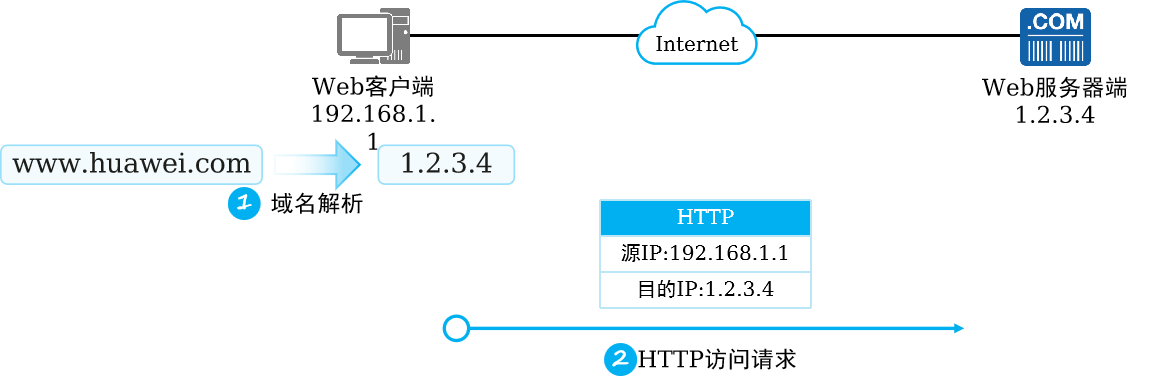 .COM
Internet
Web客户端
192.168.1.
1
Web服务器端
1.2.3.4
www.huawei.com
1.2.3.4
1 域名解析
HTTP
源IP:192.168.1.1
目的IP:1.2.3.4
2 HTTP访问请求